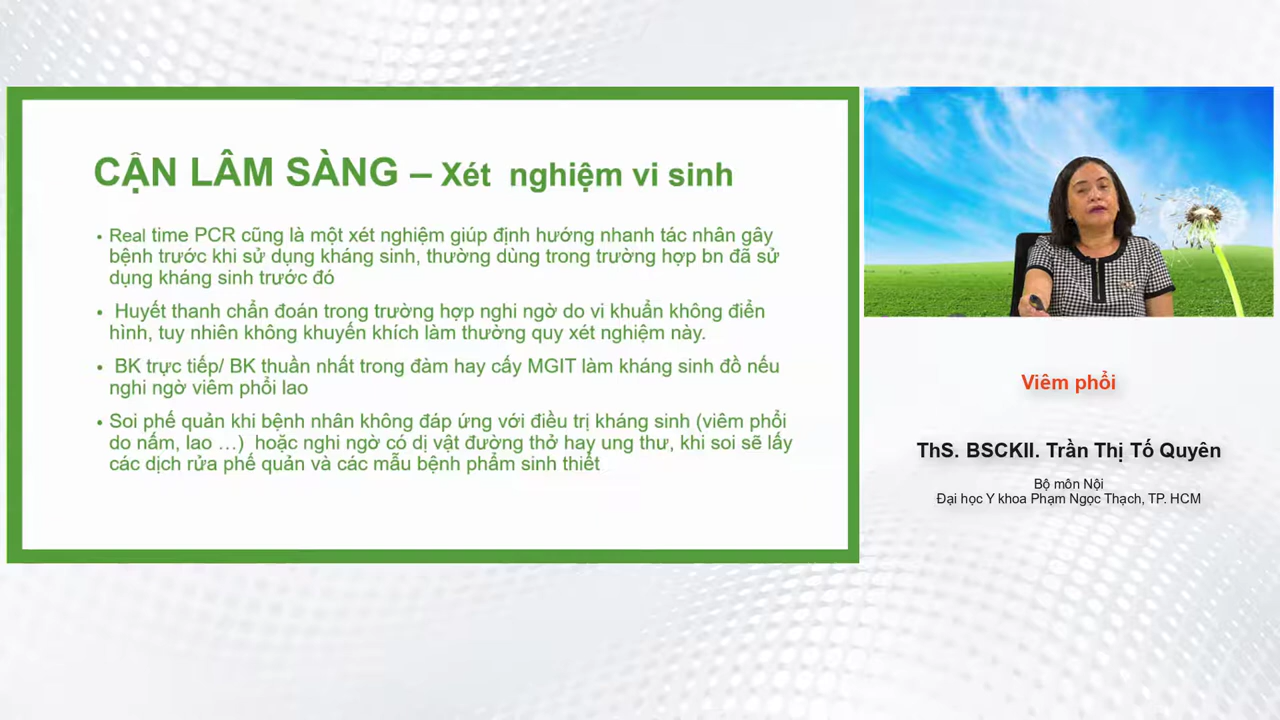 CẬN LÂM SÀNG – Xét nghiệm vi sinh
• Real time PCR cũng là một xét nghiệm giúp định hướng nhanh tác nhân gây
bệnh trước khi sử dụng kháng sinh, thường dùng trong trường hợp bn đã sử
dụng kháng sinh trước đó
• Huyết thanh chẩn đoán trong trường hợp nghi ngờ do vi khuẩn không điển
hình, tuy nhiên không khuyến khích làm thường quy xét nghiệm này.
• BK trực tiếp/ BK thuần nhất trong đàm hay cấy MGIT làm kháng sinh đồ nếu
nghi ngờ viêm phổi lao
• Soi phế quản khi bệnh nhân không đáp ứng với điều trị kháng sinh (viêm phổi
do nấm, lao …) hoặc nghi ngờ có dị vật đường thở hay ung thư, khi soi sẽ lấy
các dịch rửa phế quản và các mẫu bệnh phẩm sinh thiết
Viêm phổi
ThS. BSCKII. Trần Thị Tố Quyên
Bộ môn Nội
Đại học Y khoa Phạm Ngọc Thạch, TP. HCM